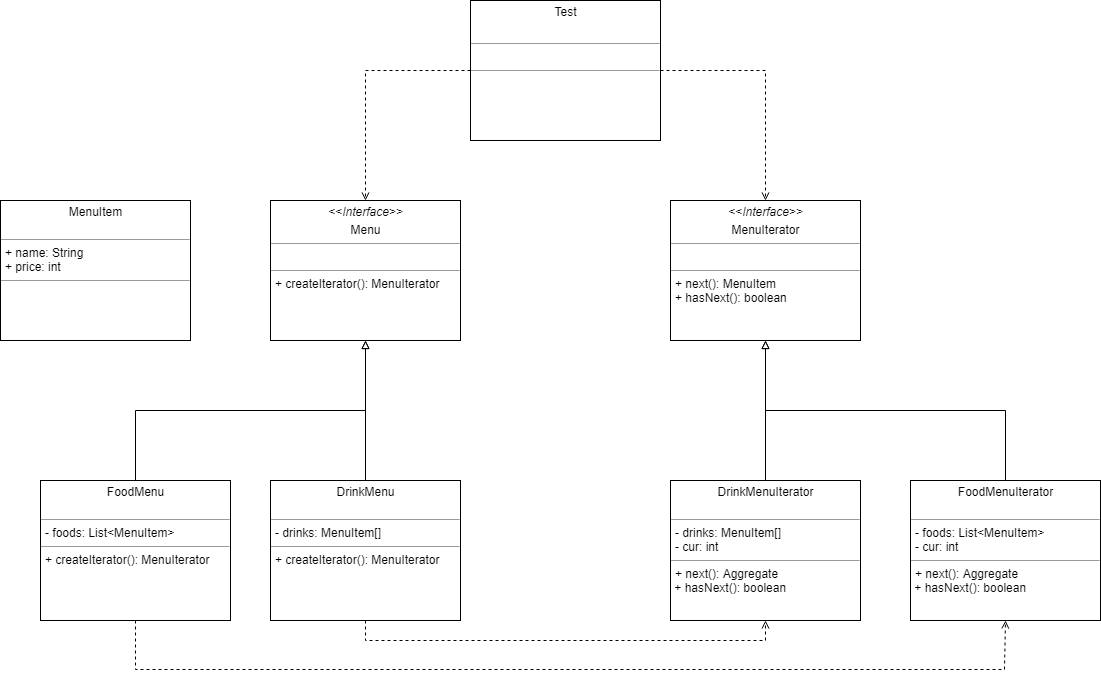 Test
MenuItem
+ name: String
+ price: int
<<Interface>>
Menu
+ createIterator(): MenuIterator
<<Interface>>
MenuIterator
+ next(): MenuItem
+ hasNext(): boolean
FoodMenu
- foods: List<MenuItem>
+ createIterator(): MenuIterator
DrinkMenu
- drinks: MenuItem[]
+ createIterator(): MenuIterator
DrinkMenuIterator
- drinks: MenuItem[]
- cur: int
+ next(): Aggregate
+ hasNext(): boolean
FoodMenuIterator
- foods: List<MenuItem>
- cur: int
+ next(): Aggregate
+ hasNext(): boolean